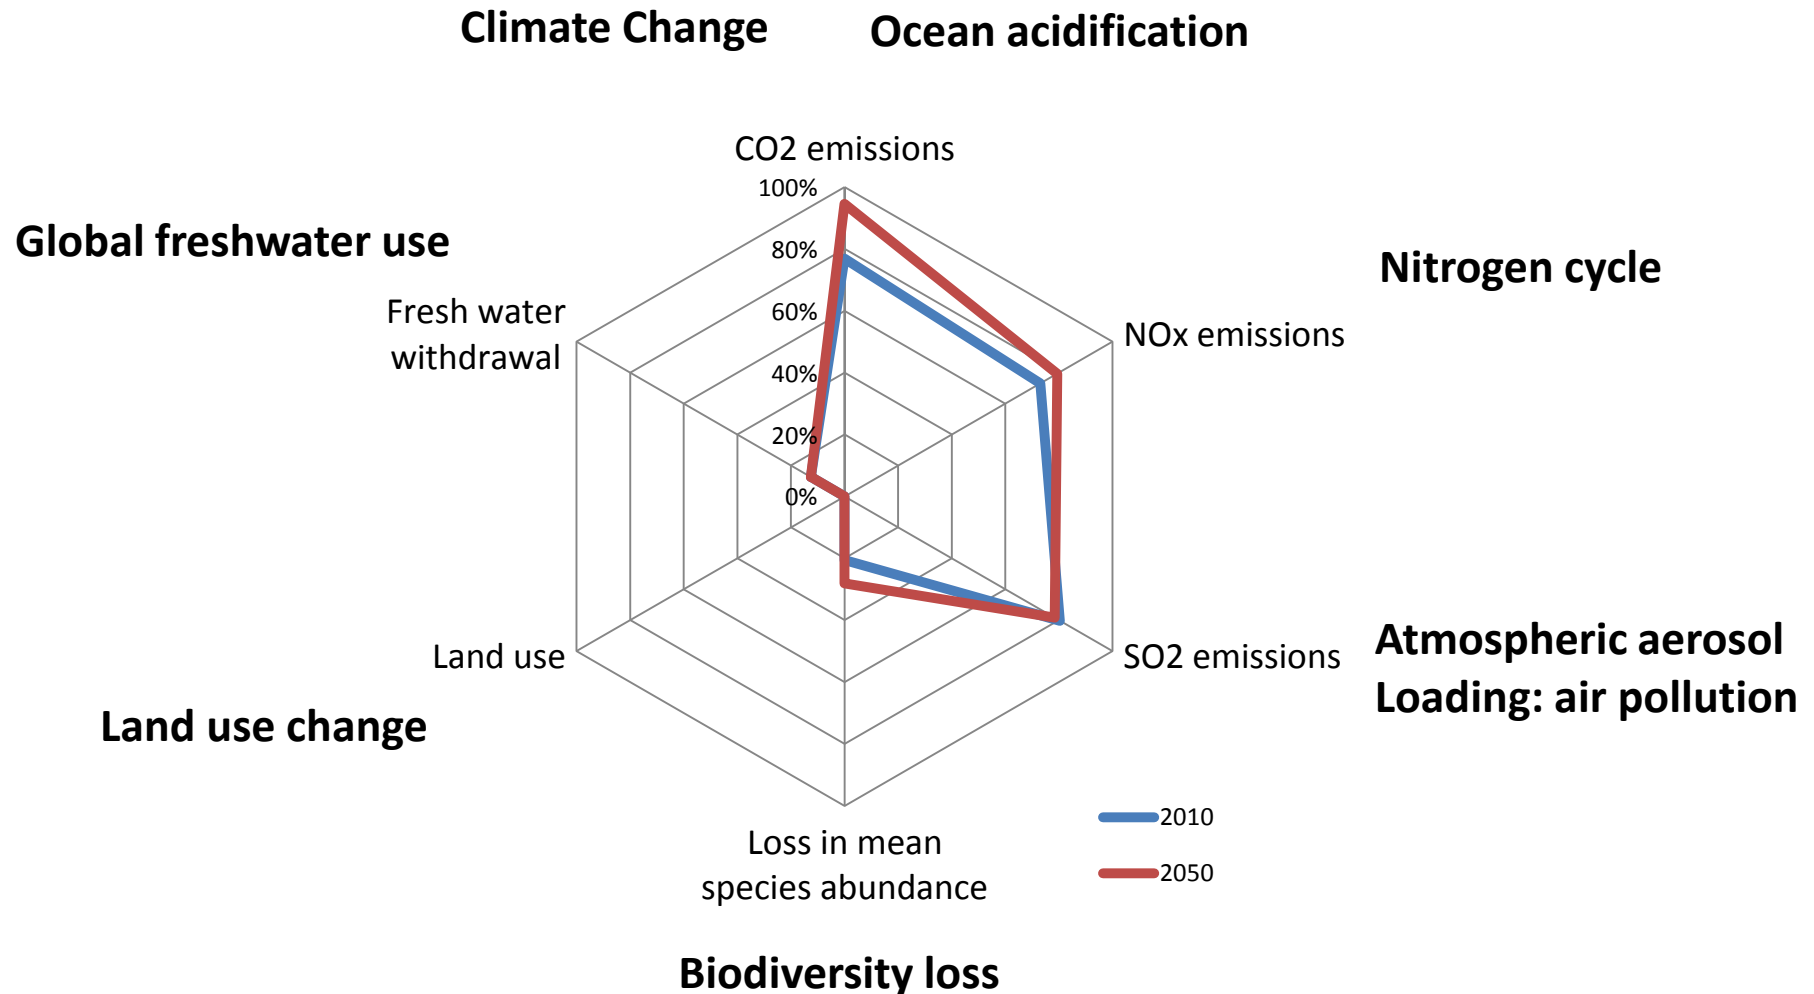 Climate Change
Ocean acidification
CO2 emissions
100%
80%
60%
40%
20%
0%
Global freshwater use
Fresh water
withdrawal
Nitrogen cycle
NOx emissions
Land use
Land use change
SO2 emissions
Atmospheric aerosol
Loading: air pollution
Loss in mean
species abundance
2010
2050
Biodiversity loss